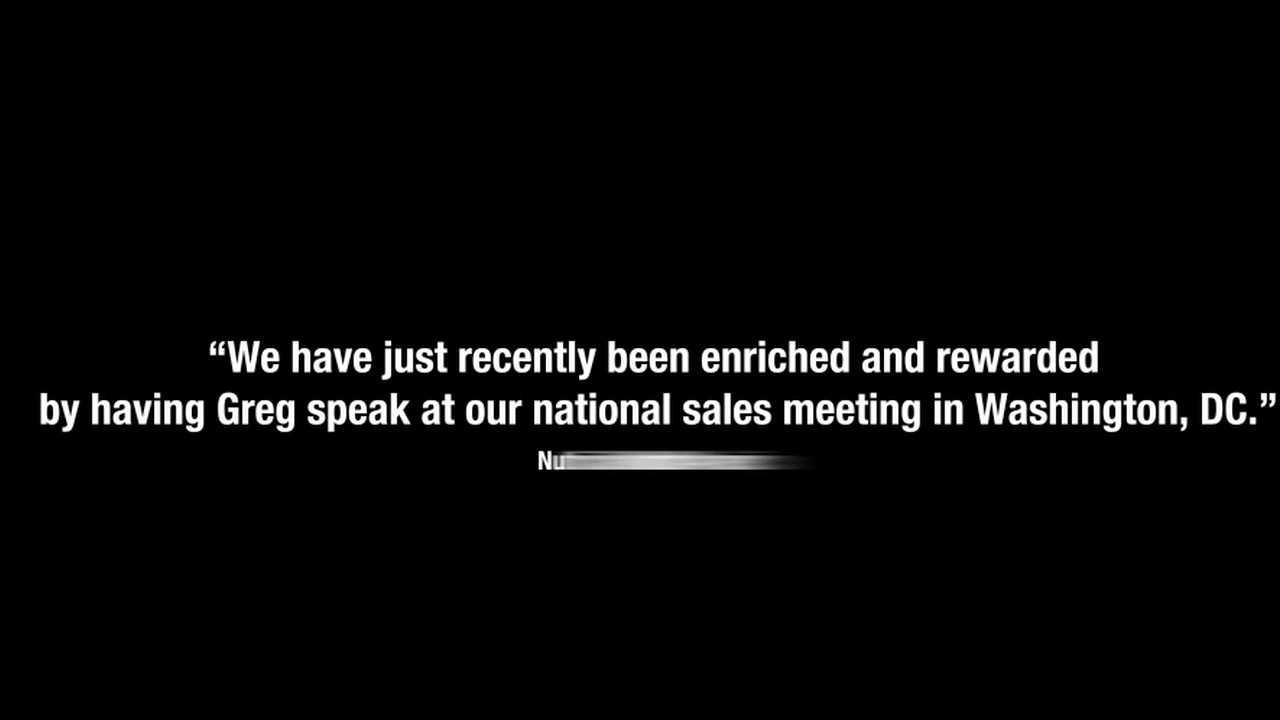 “We have just recently been enriched and rewarded
by having Greg speak at our national sales meeting in Washington, DC.”